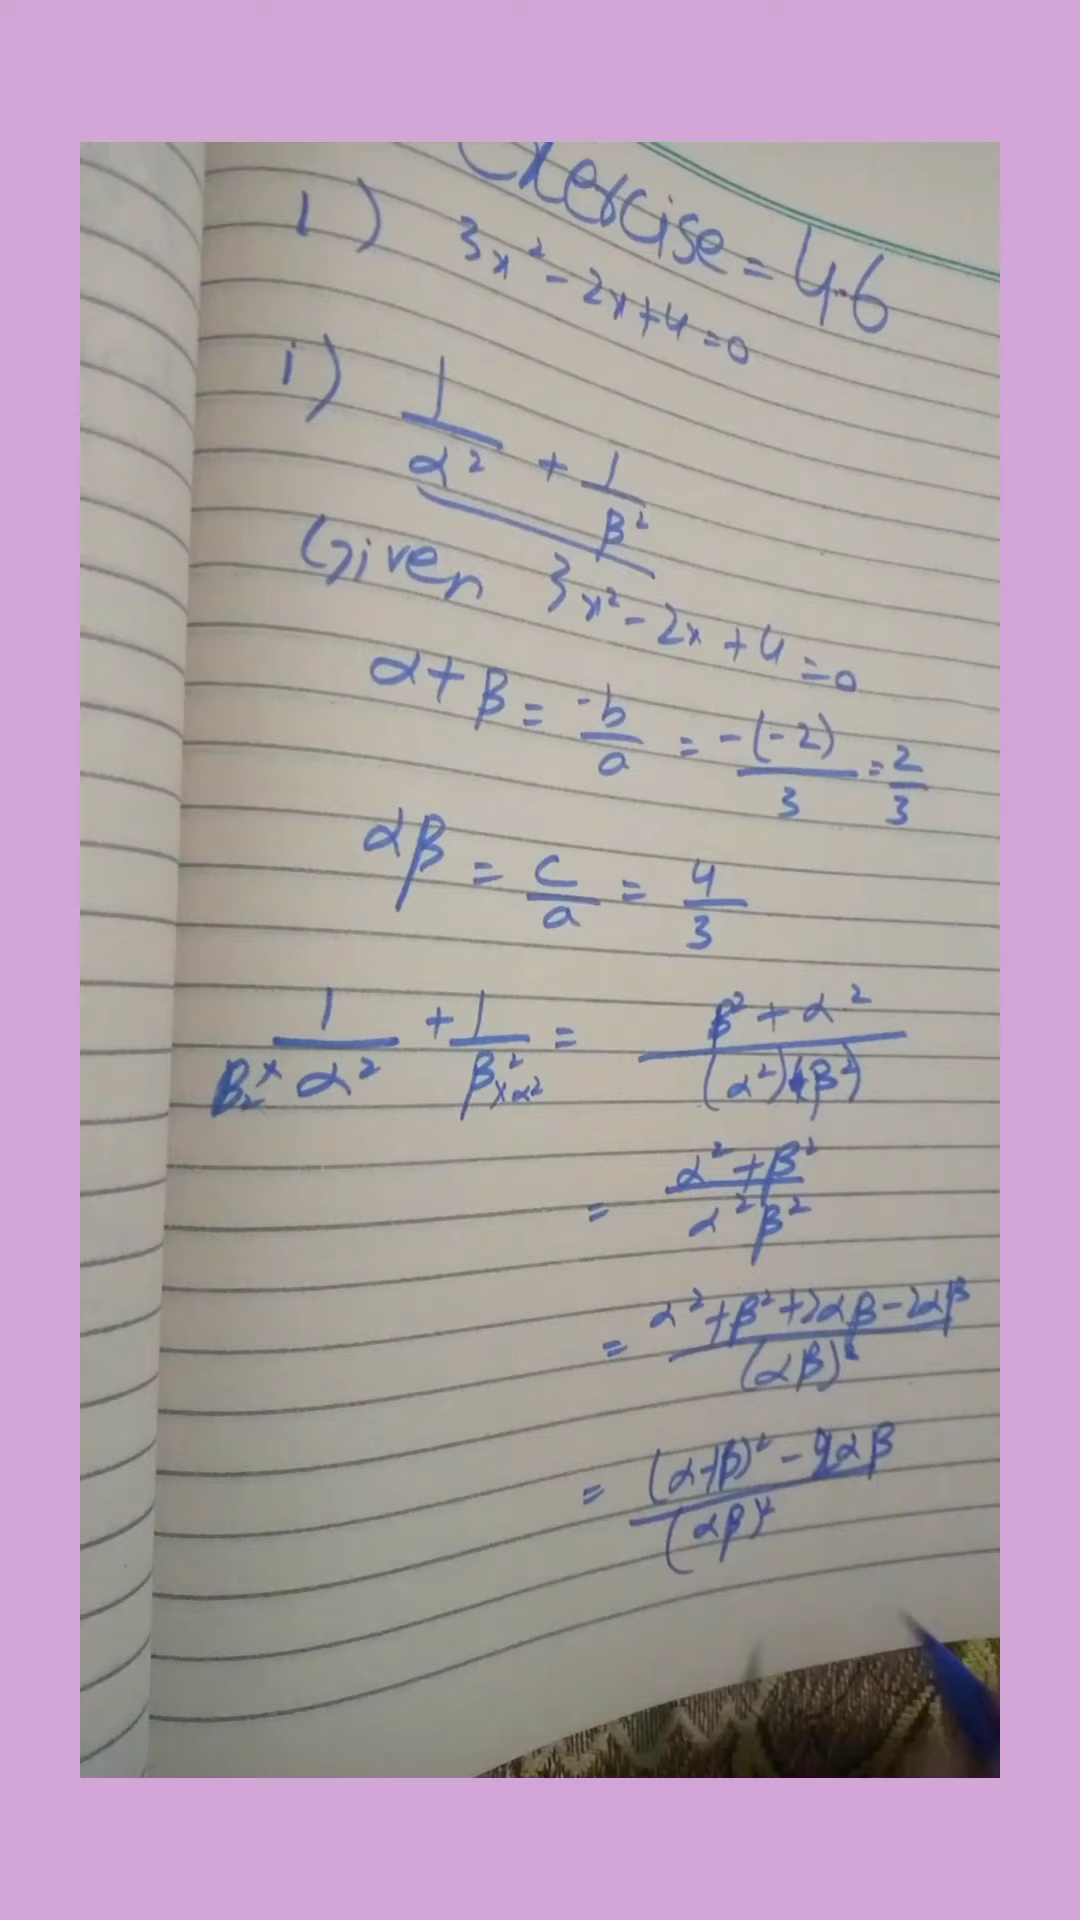 Exercise = 4.6
1) 3x² - 2x + 4 = 0
i) 1/α² + 1/β²
Given 3x² - 2x + 4 = 0
α + β = -b/a = -(-2)/3 = 2/3
αβ = c/a = 4/3
1/β²×α² + 1/β²×α² = β² + α²/(α²)(β²)
= α² + β²/α²β²
= α² + β² + 2αβ - 2αβ/(αβ)²
= (α+β)² - 2αβ/(αβ)²